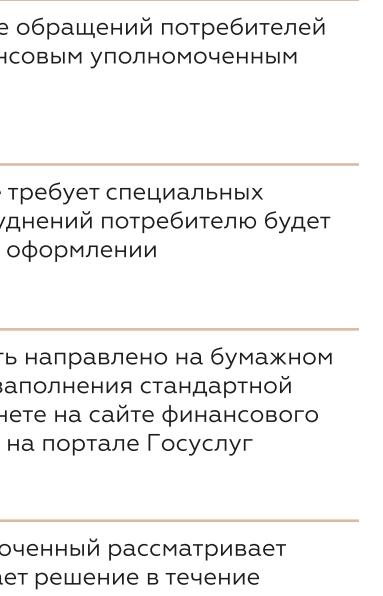 е обращений потребителей
нсовым уполномоченным
е требует специальных
уднений потребителю будет
оформлении
ть направлено на бумажном
заполнения стандартной
нете на сайте финансового
на портале Госуслуг
оченный рассматривает
ает решение в течение